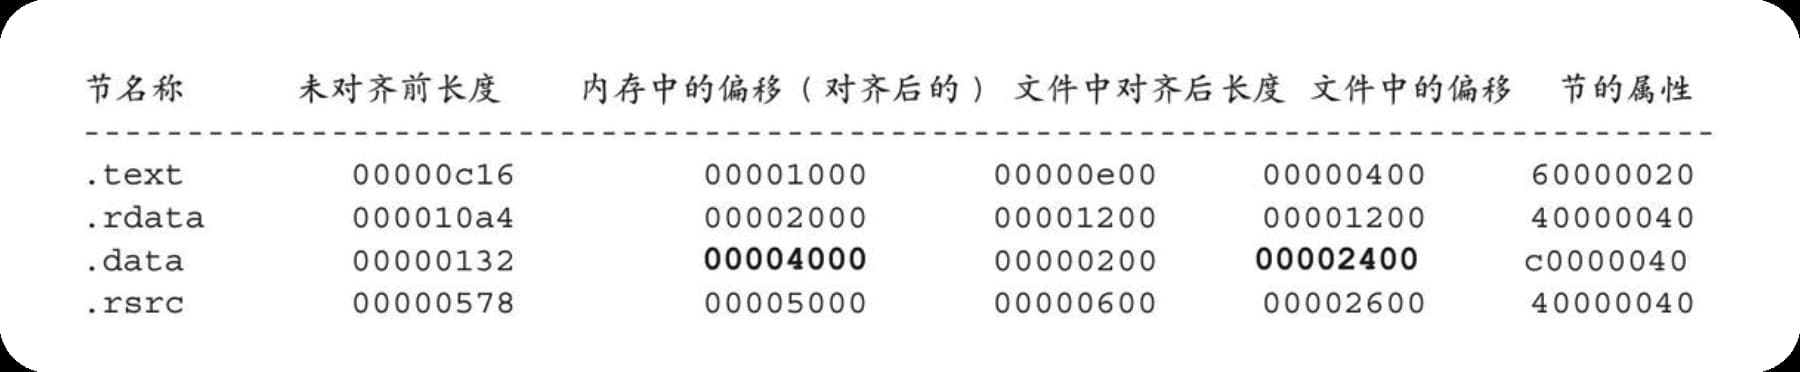 节名称 未对齐前长度 内存中的偏移（对齐后的） 文件中对齐后长度 文件中的偏移 节的属性
--------------------------------------------------------------------------------
.text 00000c16 00001000 00000e00 00000400 60000020
.rdata 000010a4 00002000 00001200 00001200 40000040
.data 00000132 00004000 00000200 00002400 c0000040
.rsrc 00000578 00005000 00000600 00002600 40000040